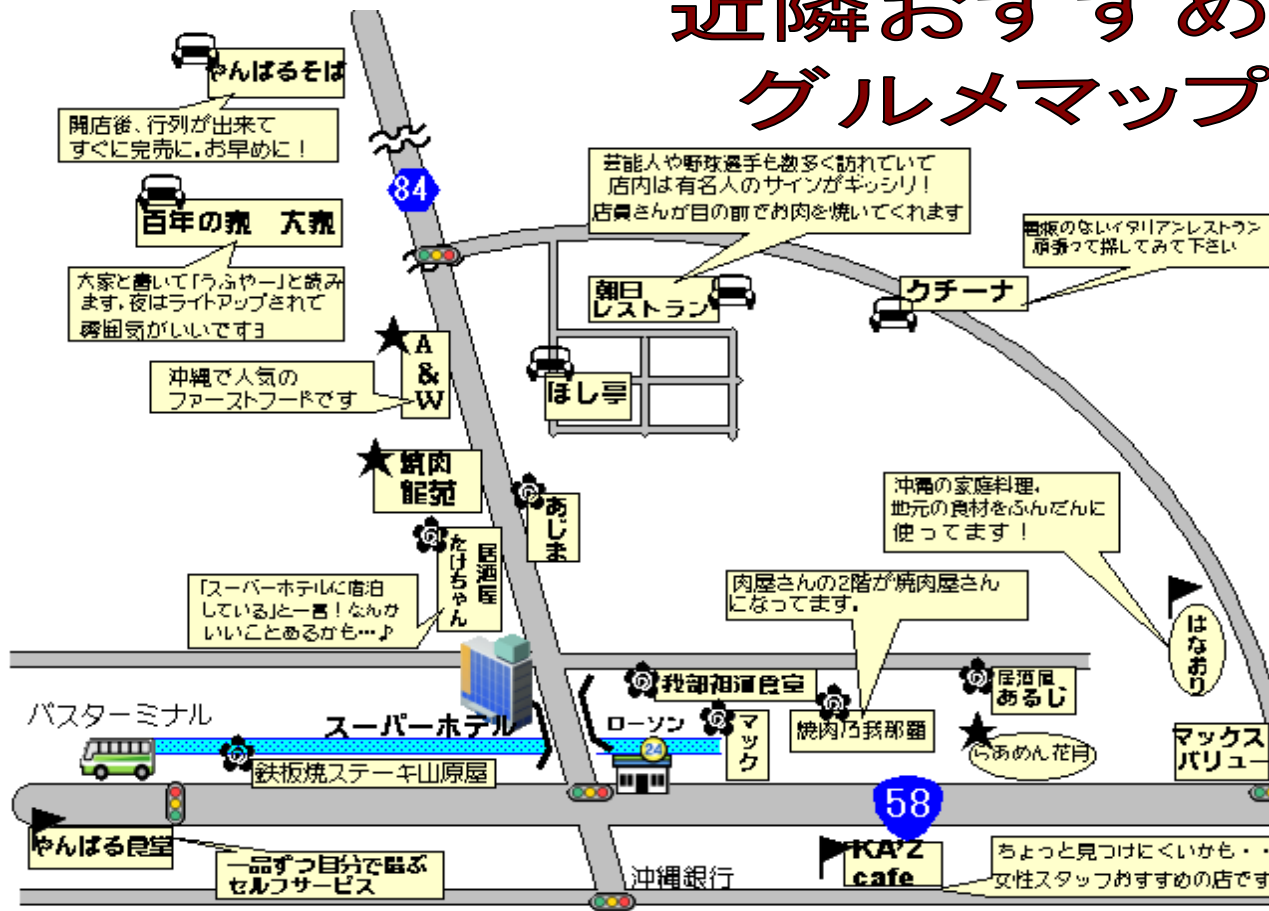 近隣おすすめ
グルメマップ
やんばるそば
開店後、行列が出来て
すぐに完売に.お早めに!
84
百年の家 大家
大家と書いて「うふやー」と読み
ます.夜はライトアップされて
雰囲気がいいですヨ
芸能人や野球選手も数多く訪れていて
店内は有名人のサインがギッシリ!
店員さんが目の前でお肉を焼いてくれます
朝日
レストラン
看板のないイタリアンレストラン
頑張って探してみて下さい
クチーナ
A
&
W
沖縄で人気の
ファーストフードです
ほし亭
焼肉
龍苑
あじま
居酒屋
たけちゃん
「スーパーホテルに宿泊
している」と一言!なんか
いいことあるかも…♪
沖縄の家庭料理.
地元の食材をふんだんに
使ってます!
はなおり
肉屋さんの2階が焼肉屋さん
になってます.
我部祖河食堂
居酒屋
あるじ
バスターミナル
スーパーホテル
ローソン
24
マック
焼肉乃我那覇
らあめん花月
マックス
バリュー
鉄板焼ステーキ山原屋
58
やんばる食堂
一品ずつ自分で選ぶ
セルフサービス
沖縄銀行
KA'Z
cafe
ちょっと見つけにくいかも・・
女性スタッフおすすめの店です